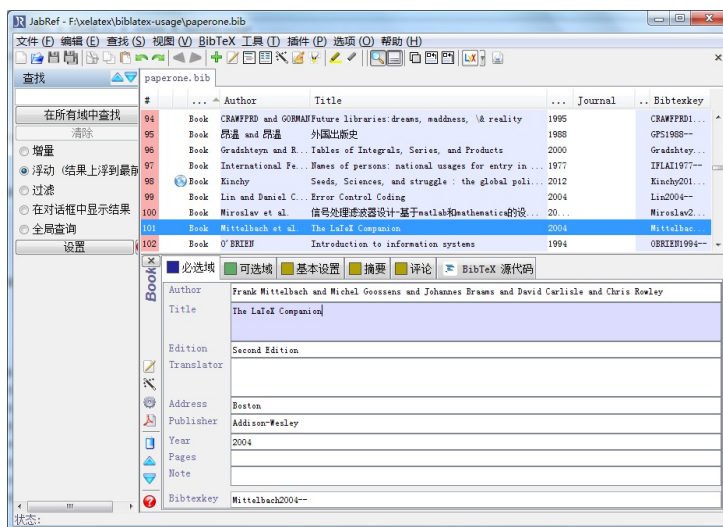 JabRef - F:\xelatex\biblatex-usage\paperone.bib
文件 (F) 编辑 (E) 查找 (S) 视图 (V) BibTeX 工具 (T) 插件 (P) 选项 (O) 帮助 (H)
查找
在所有域中查找
清除
增量
浮动 (结果上浮到最前
过滤
在对话框中显示结果
全局查询
设置
paperone.bib
# ... Author Title ... Journal .. Bibtexkey
94 Book CRAWFPRD and GORMAN Future libraries:dreams, maddness, \& reality 1995 CRAWFPRD1...
95 Book 昂温 and 昂温 外国出版史 1988 GPS1988--
96 Book Gradshteyn and R... Tables of Integrals, Series, and Products 2000 Gradshtey...
97 Book International Fe... Names of persons: national usages for entry in ... 1977 IFLAI1977--
98 Book Kinchy Seeds, Sciences, and struggle : the global poli... 2012 Kinchy201...
99 Book Lin and Daniel C... Error Control Coding 2004 Lin2004--
100 Book Miroslav et al. 信号处理滤波器设计-基于matlab和mathematica的设... 20... Miroslav2...
101 Book Mittelbach et al. The LaTeX Companion 2004 Mittelbac...
102 Book O'BRIEN Introduction to information systems 1994 OBRIEN1994--
Book
必选域 可选域 基本设置 摘要 评论 BibTeX 源代码
Author Frank Mittelbach and Michel Goossens and Johannes Braams and David Carlisle and Chris Rowley
Title The LaTeX Companion
Edition Second Edition
Translator
Address Boston
Publisher Addison-Wesley
Year 2004
Pages
Note
Bibtexkey Mittelbach2004--
状态: